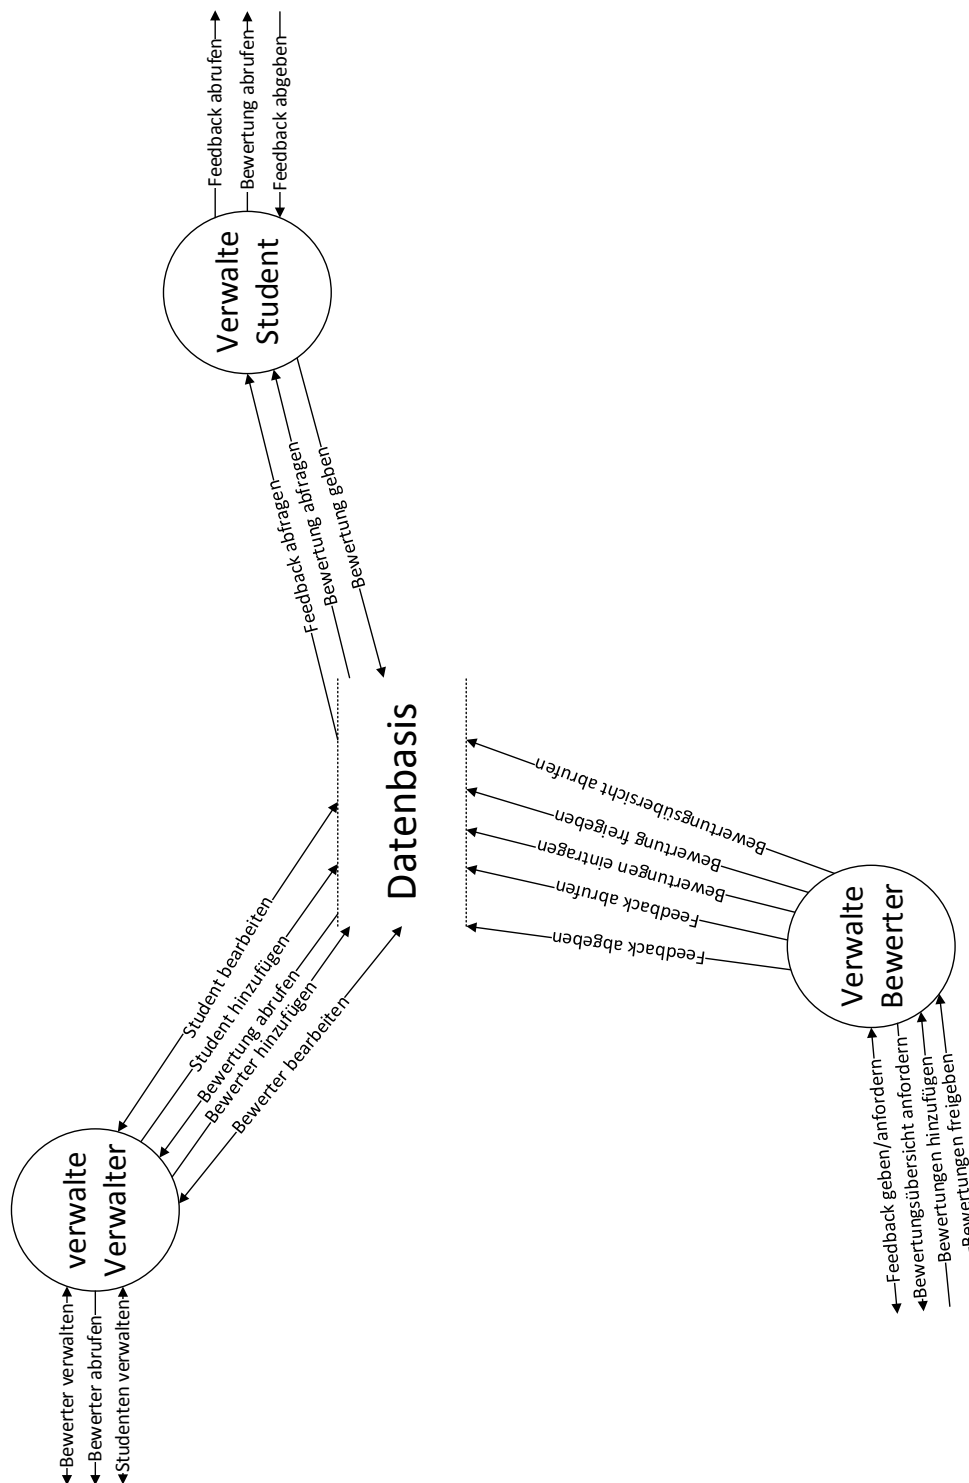 Feedback abrufen
Bewertung abrufen
Feedback abgeben
Verwalte
Student
Feedback abfragen
Bewertung abfragen
Bewertung geben
Datenbasis
Student bearbeiten
Student hinzufügen
Bewertung abrufen
Bewerter hinzufügen
Bewerter bearbeiten
verwalte
Verwalter
Bewerter verwalten
Bewerter abrufen
Studenten verwalten
Bewertungsübersicht abrufen
Bewertung freigeben
Bewertungen eintragen
Feedback abrufen
Feedback abgeben
Verwalte
Bewerter
Feedback geben/anfordern
Bewertungsübersicht anfordern
Bewertungen hinzufügen
Bewertungen freigeben